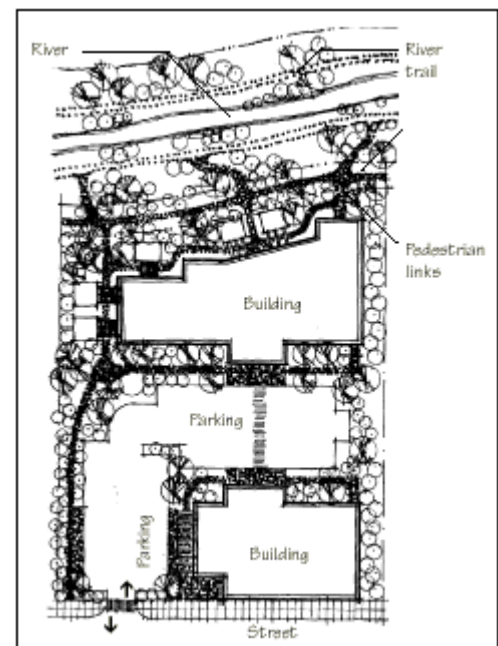 River
River
trail
Pedestrian
links
Building
Parking
Parking
Building
Street